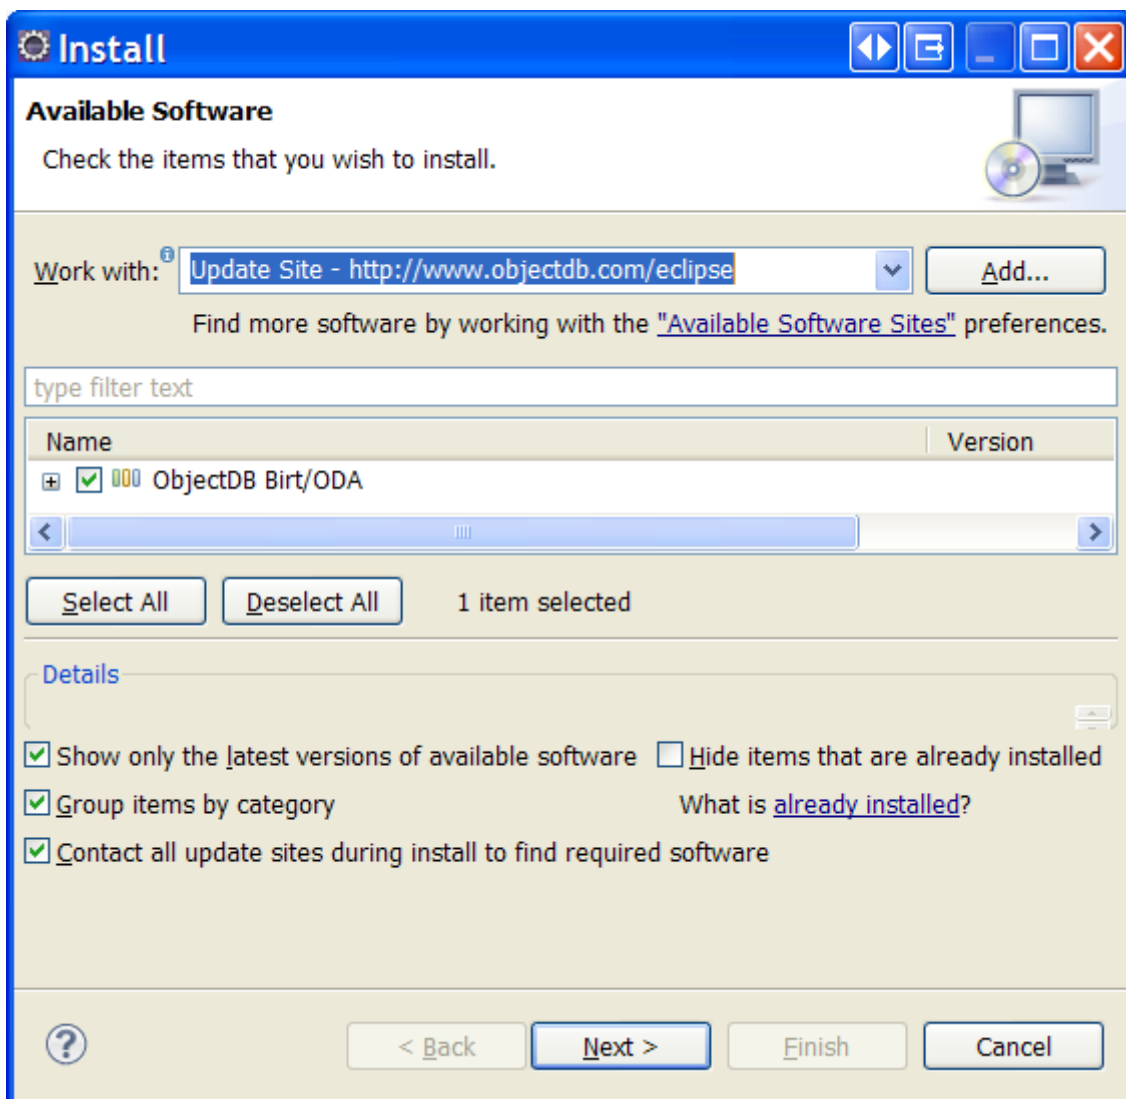 Install
Available Software
Check the items that you wish to install.
Work with: Update Site - http://www.objectdb.com/eclipse Add...
Find more software by working with the "Available Software Sites" preferences.
type filter text
Name Version
ObjectDB Birt/ODA
Select All Deselect All 1 item selected
Details
Show only the latest versions of available software Hide items that are already installed
Group items by category What is already installed?
Contact all update sites during install to find required software
? < Back Next > Finish Cancel